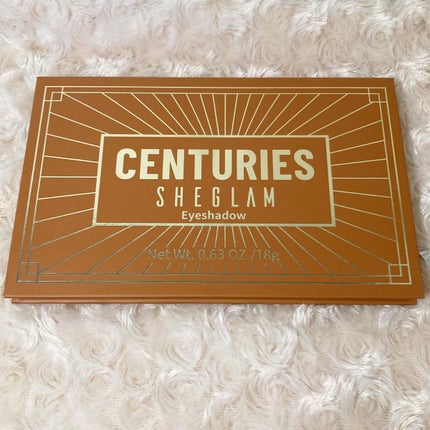 CENTURIES
SHEGLAM
Eyeshadow
Net Wt. 0.63 OZ./18g